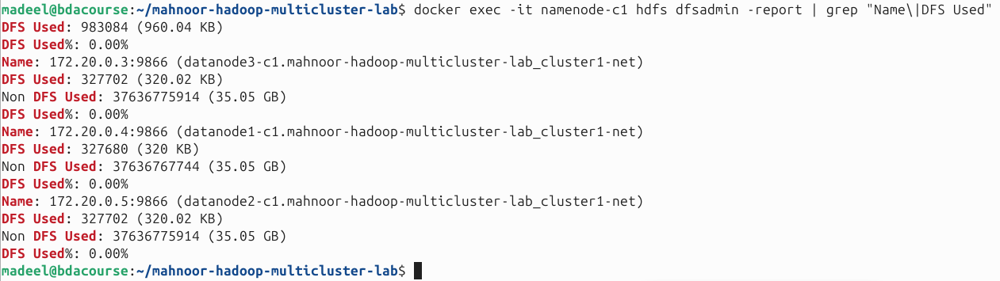 madeel@bdacourse:~/mahnoor-hadoop-multicluster-lab$ docker exec -it namenode-c1 hdfs dfsadmin -report | grep "Name\|DFS Used"
DFS Used: 983084 (960.04 KB)
DFS Used%: 0.00%
Name: 172.20.0.3:9866 (datanode3-c1.mahnoor-hadoop-multicluster-lab_cluster1-net)
DFS Used: 327702 (320.02 KB)
Non DFS Used: 37636775914 (35.05 GB)
DFS Used%: 0.00%
Name: 172.20.0.4:9866 (datanode1-c1.mahnoor-hadoop-multicluster-lab_cluster1-net)
DFS Used: 327680 (320 KB)
Non DFS Used: 37636767744 (35.05 GB)
DFS Used%: 0.00%
Name: 172.20.0.5:9866 (datanode2-c1.mahnoor-hadoop-multicluster-lab_cluster1-net)
DFS Used: 327702 (320.02 KB)
Non DFS Used: 37636775914 (35.05 GB)
DFS Used%: 0.00%
madeel@bdacourse:~/mahnoor-hadoop-multicluster-lab$